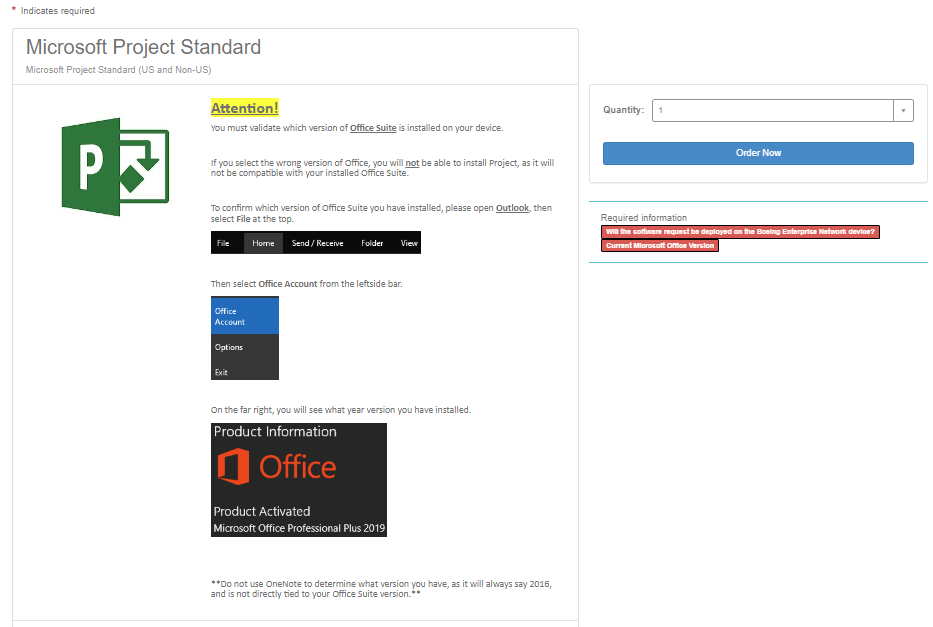 * Indicates required
Microsoft Project Standard
Microsoft Project Standard (US and Non-US)
Attention!
You must validate which version of Office Suite is installed on your device.
If you select the wrong version of Office, you will not be able to install Project, as it will
not be compatible with your installed Office Suite.
To confirm which version of Office Suite you have installed, please open Outlook, then
select File at the top.
File Home Send / Receive Folder View
Then select Office Account from the leftside bar.
Office
Account
Options
Exit
On the far right, you will see what year version you have installed.
Product Information
Office
Product Activated
Microsoft Office Professional Plus 2019
**Do not use OneNote to determine what version you have, as it will always say 2016,
and is not directly tied to your Office Suite version.**
P
Quantity: 1
Order Now
Required information
Will the software request be deployed on the Boeing Enterprise Network device?
Current Microsoft Office Version